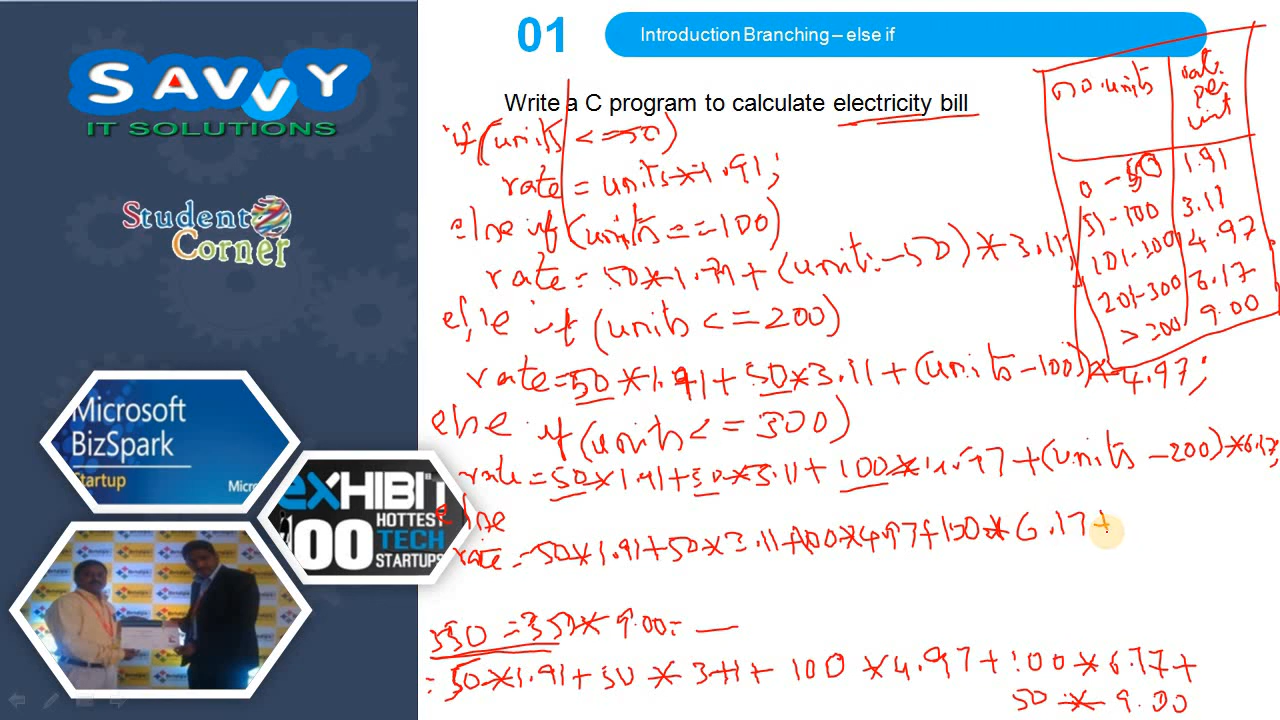 01
Introduction Branching – else if
SAVVY
IT SOLUTIONS
Student
Corner
Microsoft
BizSpark
Startup
Micro
EXHIBIT
100
HOTTEST
TECH
STARTUPS
Write a C program to calculate electricity bill
if(units <=50)
rate = units*1.91;
else if (units ==100)
rate = 50*1.91+(units-50)*3.11;
else if (units <=200)
rate=50*1.91+50*3.11+(units-100)*4.97;
else if(units<=300)
rate=50*1.91+50*3.11+100*4.97+(units-200)*6.17;
else
rate=50*1.91+50*3.11+100*4.97+100*6.17+
350=350*9.00=—
=50*1.91+50*3.11+100*4.97+100*6.17+
50*9.00
no.units rate per unit
0-50 1.91
51-100 3.11
4.97
201-300 6.17
>300 9.00